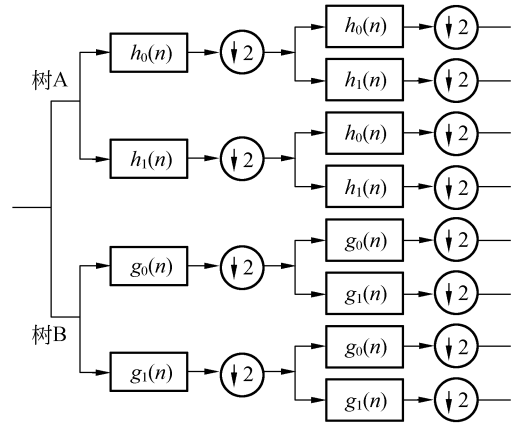 h₀(n) ↓2
h₀(n) ↓2
树A
h₁(n) ↓2
h₀(n) ↓2
h₁(n) ↓2
h₁(n) ↓2
g₀(n) ↓2
g₀(n) ↓2
g₁(n) ↓2
树B
g₀(n) ↓2
g₁(n) ↓2
g₁(n) ↓2